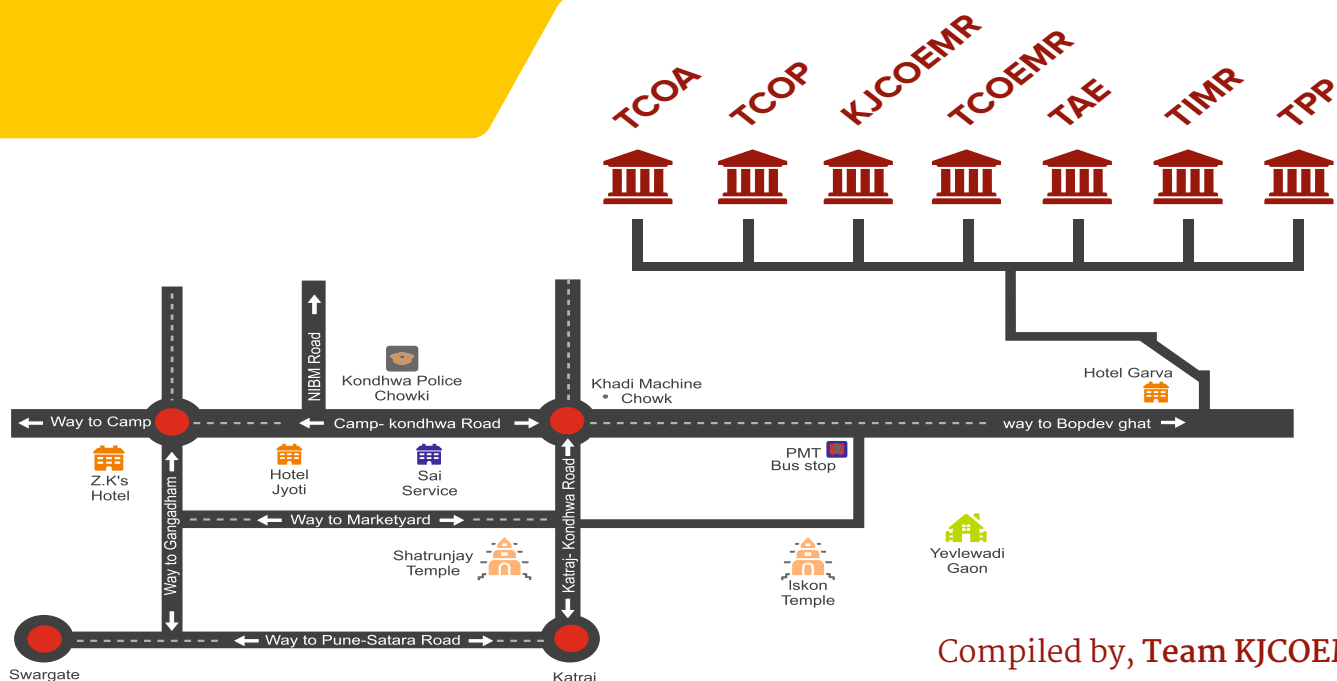 TCOA
TCOP
KJCOEMR
TCOEMR
TAE
TIMR
TPP
NIBM Road
Kondhwa Police
Chowki
Khadi Machine
Chowk
Hotel Garva
Way to Camp
Camp- kondhwa Road
way to Bopdev ghat
Z.K's
Hotel
Hotel
Jyoti
Sai
Service
PMT
Bus stop
Way to Gangadham
Way to Marketyard
Katraj- Kondhwa Road
Shatrunjay
Temple
Iskon
Temple
Yevlewadi
Gaon
Way to Pune-Satara Road
Swargate
Katraj
Compiled by, Team KJCOEM